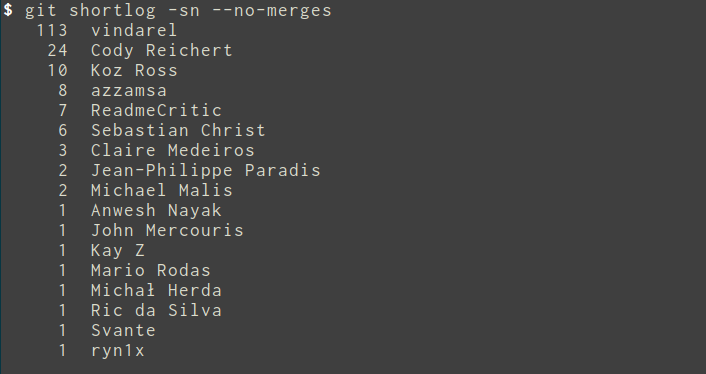 $ git shortlog -sn --no-merges
113 vindarel
24 Cody Reichert
10 Koz Ross
8 azzamsa
7 ReadmeCritic
6 Sebastian Christ
3 Claire Medeiros
2 Jean-Philippe Paradis
2 Michael Malis
1 Anwesh Nayak
1 John Mercouris
1 Kay Z
1 Mario Rodas
1 Michał Herda
1 Ric da Silva
1 Svante
1 ryn1x